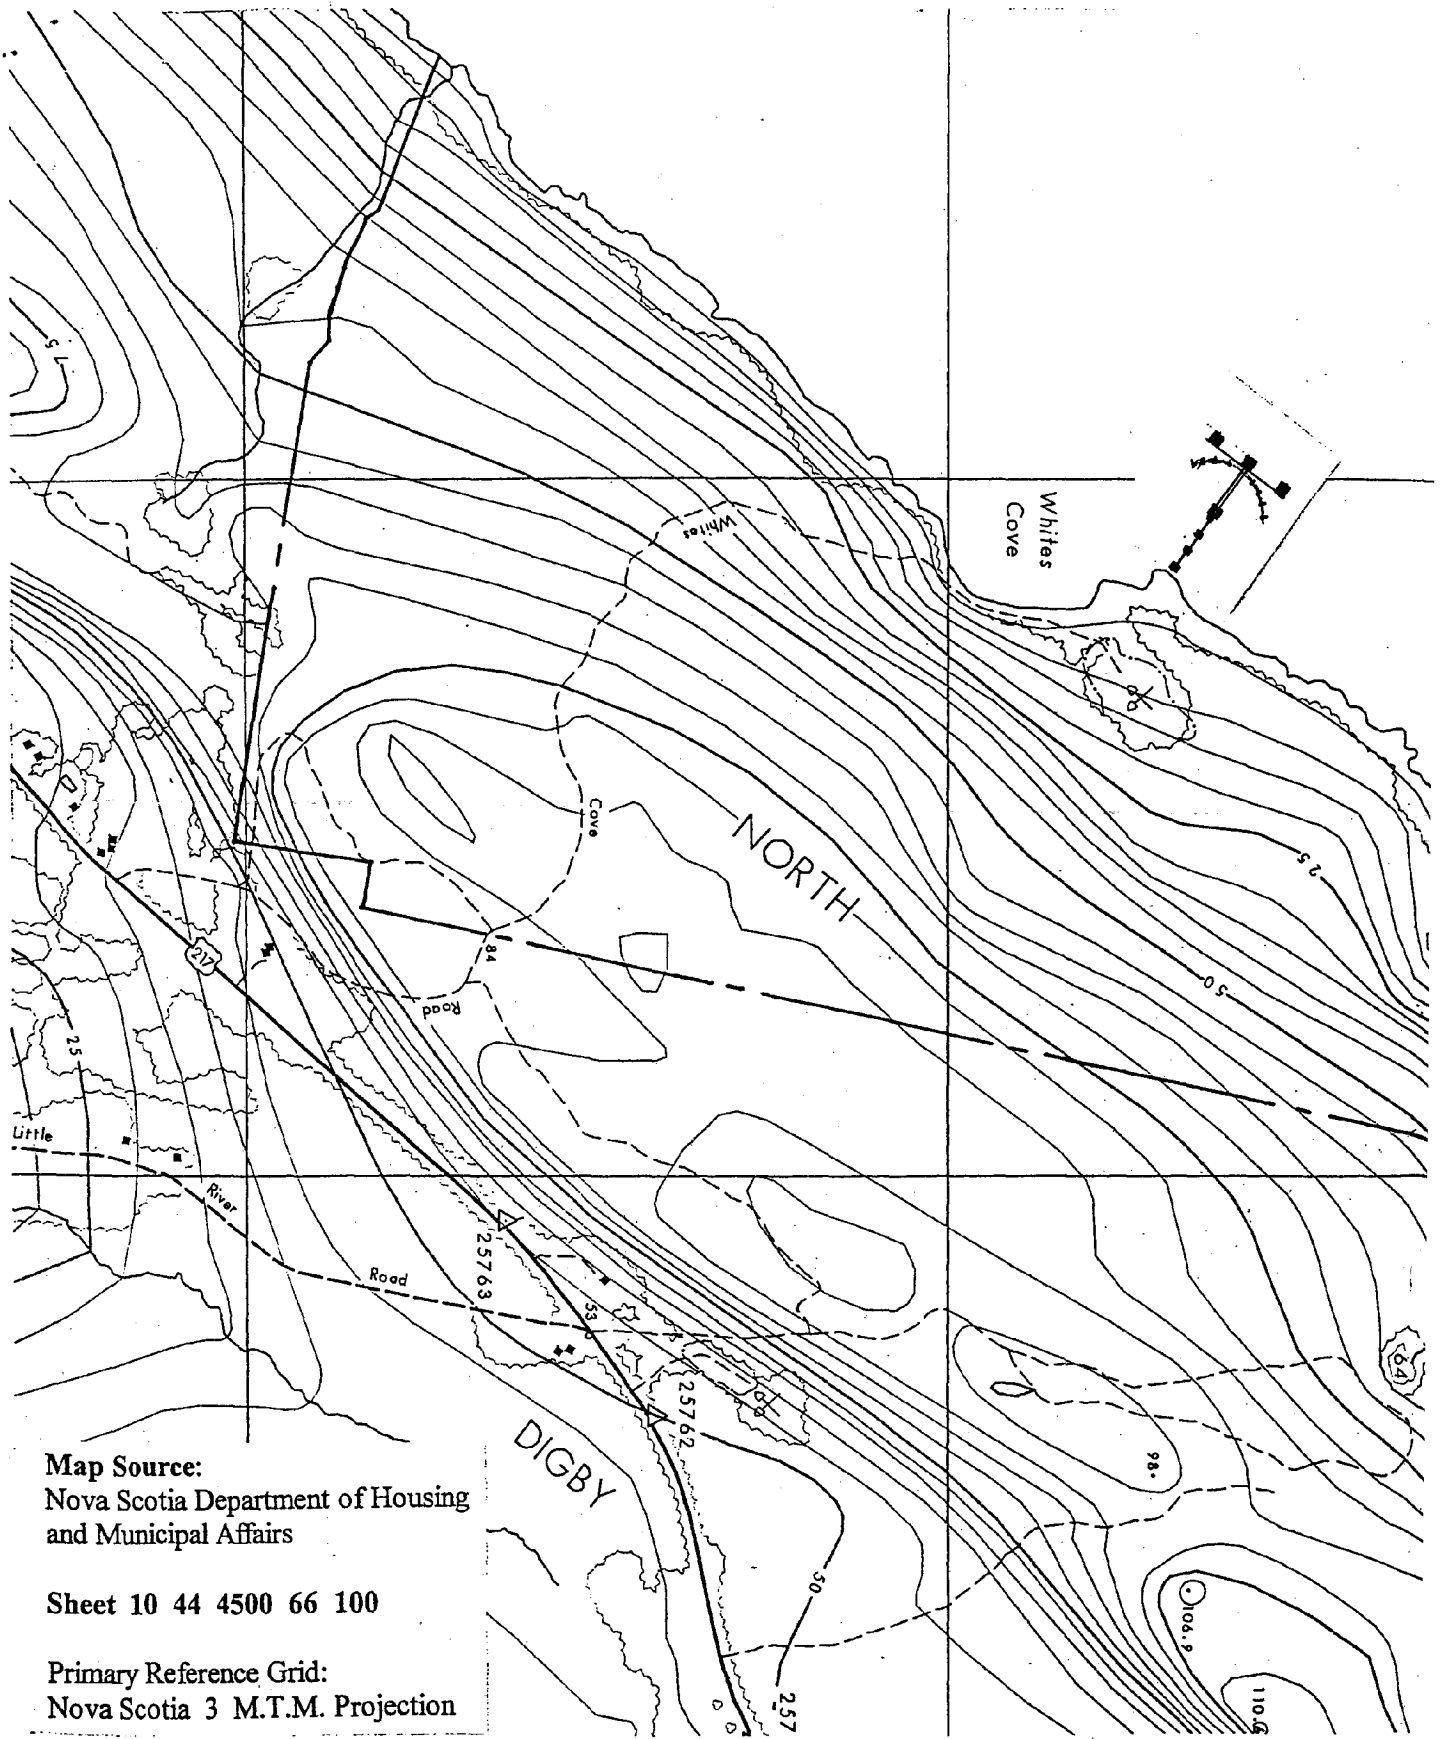 75
Whites
Cove
Whites
Cove
NORTH
25
50
84
217
Road
25
Little
River
Road
25763
53
25762
64
DIGBY
98.
50
106.9
257
Map Source:
Nova Scotia Department of Housing
and Municipal Affairs
Sheet 10 44 4500 66 100
Primary Reference Grid:
Nova Scotia 3 M.T.M. Projection